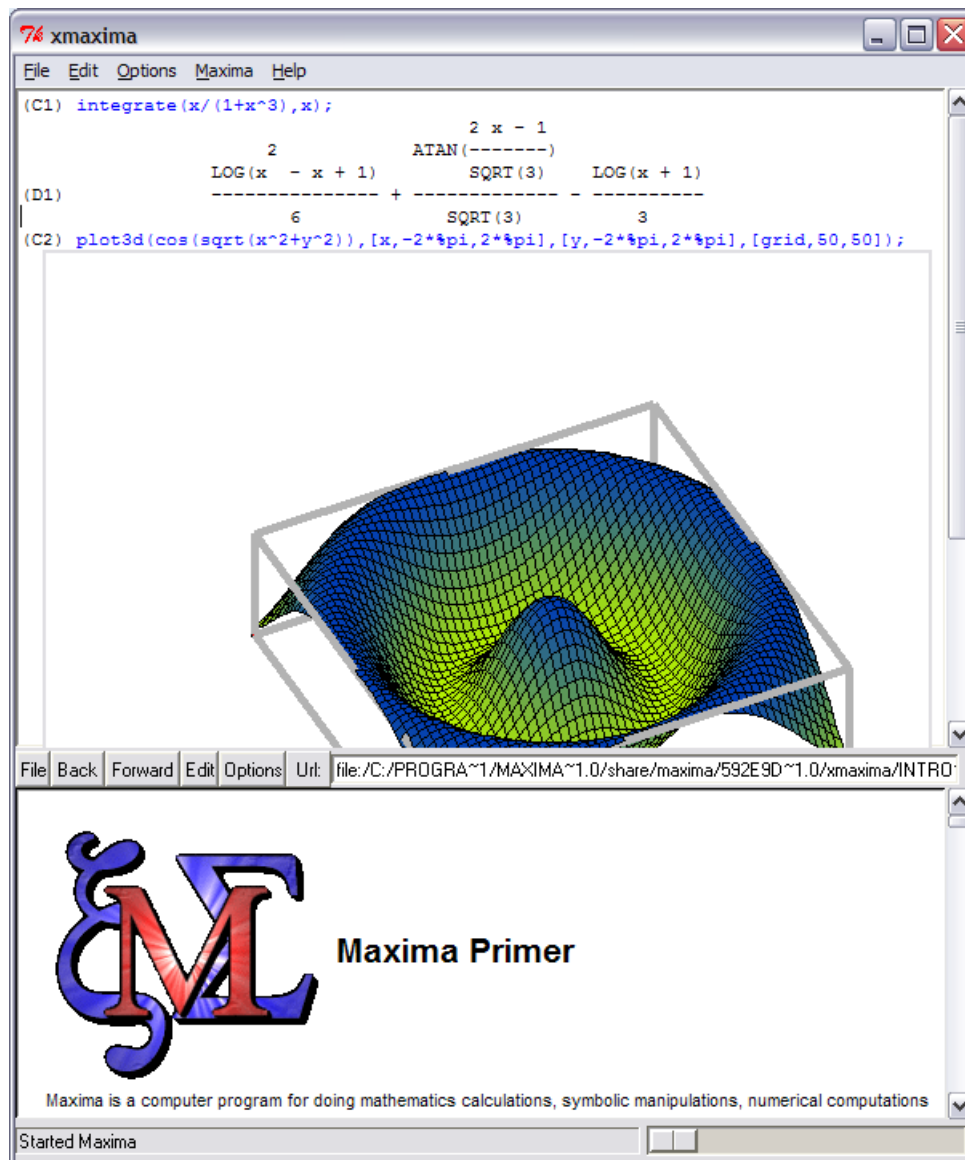 xmaxima
File Edit Options Maxima Help
(C1) integrate(x/(1+x^3),x);
2 x - 1
2 ATAN(-------)
LOG(x - x + 1) SQRT(3) LOG(x + 1)
(D1) --------------- + ------------- - ----------
6 SQRT(3) 3
(C2) plot3d(cos(sqrt(x^2+y^2)),[x,-2*%pi,2*%pi],[y,-2*%pi,2*%pi],[grid,50,50]);
File Back Forward Edit Options Url: file:/C:/PROGRA~1/MAXIMA~1.0/share/maxima/592E9D~1.0/xmaxima/INTRO
Maxima Primer
Maxima is a computer program for doing mathematics calculations, symbolic manipulations, numerical computations
Started Maxima